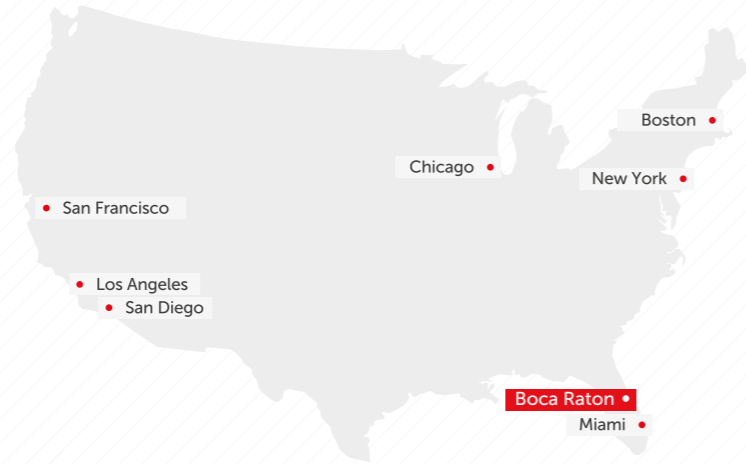 Boston
Chicago
New York
San Francisco
Los Angeles
San Diego
Boca Raton
Miami